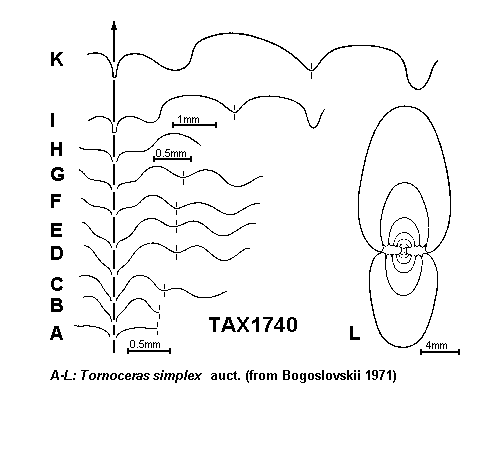 K
I
1mm
H
0.5mm
G
F
E
D
C
B
A
TAX1740
L
0.5mm
4mm
A-L: Tornoceras simplex auct. (from Bogoslovskii 1971)